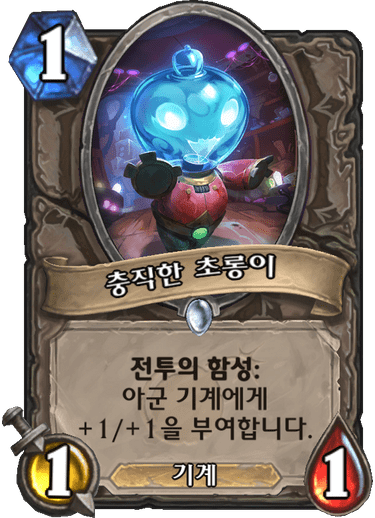 1
충직한 초롱이
전투의 함성:
아군 기계에게
+1/+1을 부여합니다.
1
기계
1